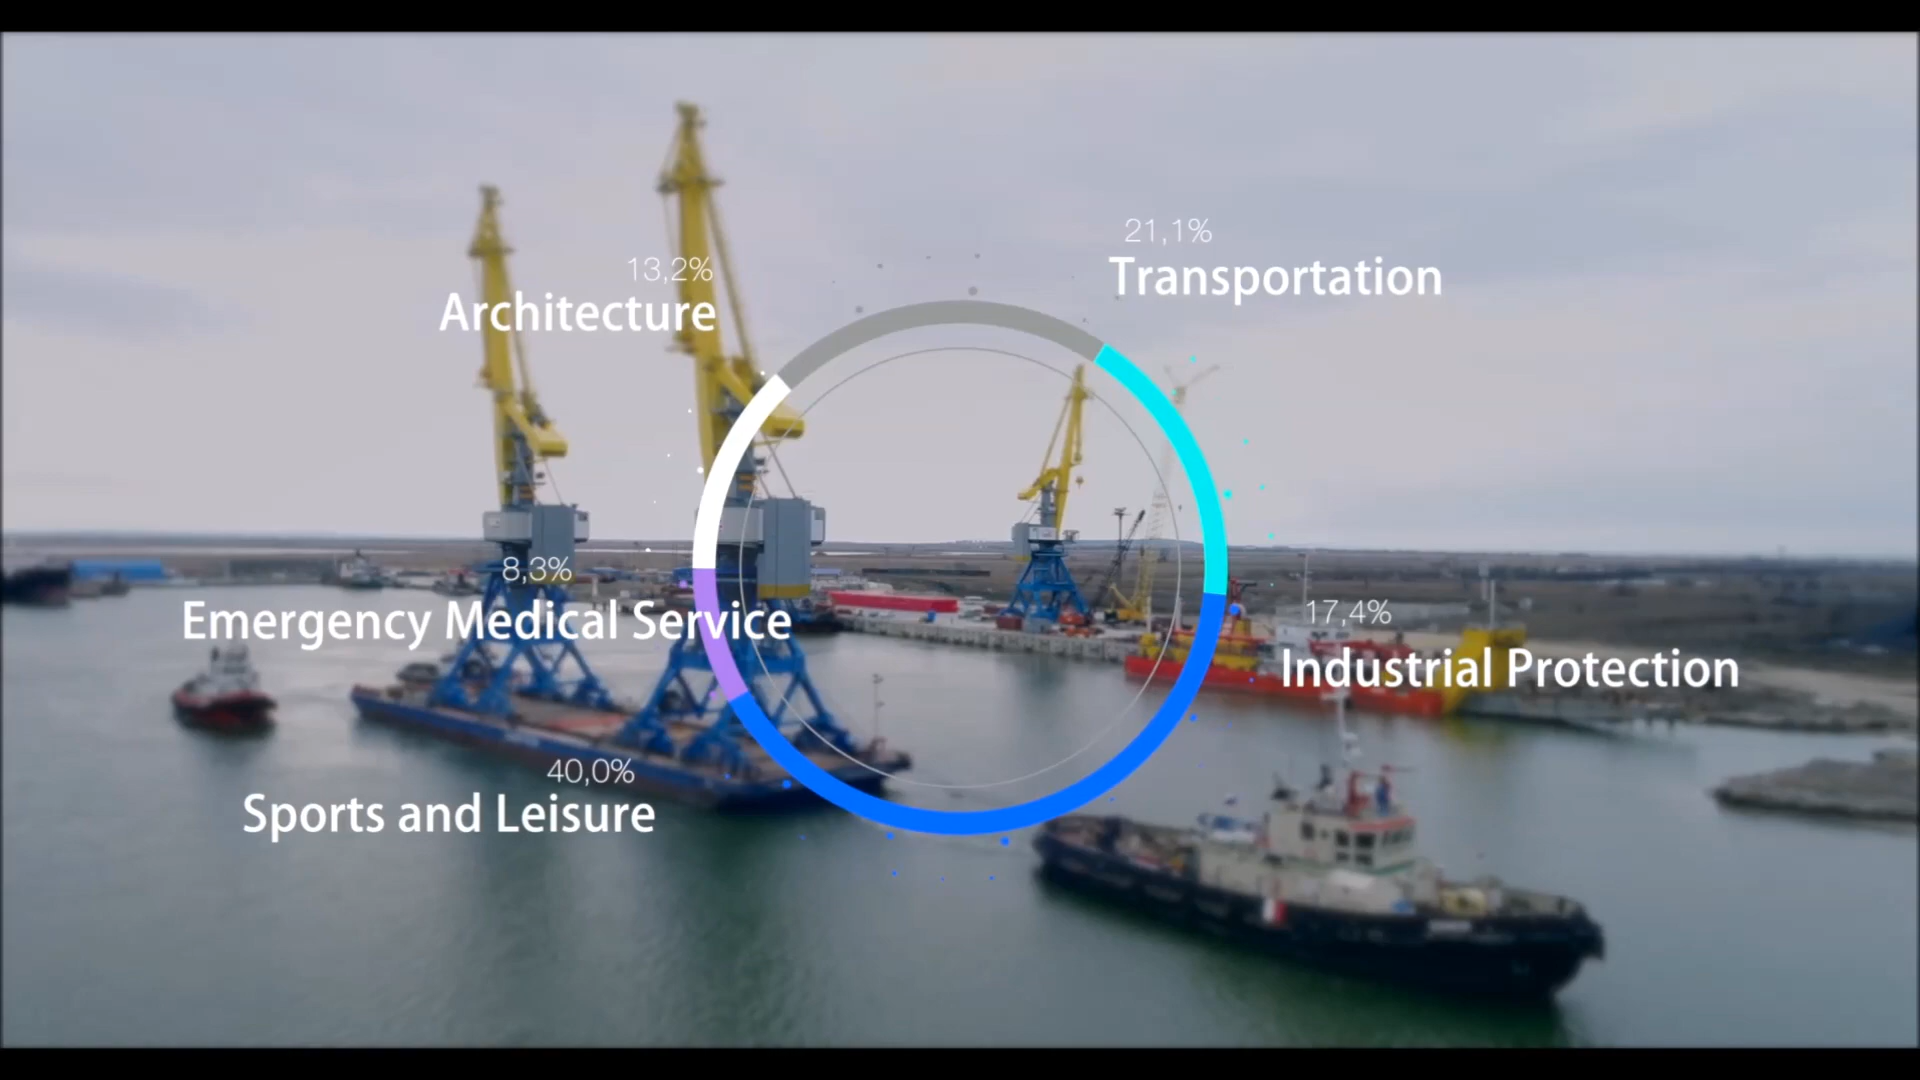 21,1%
Transportation
13,2%
Architecture
8,3%
Emergency Medical Service
17,4%
Industrial Protection
40,0%
Sports and Leisure